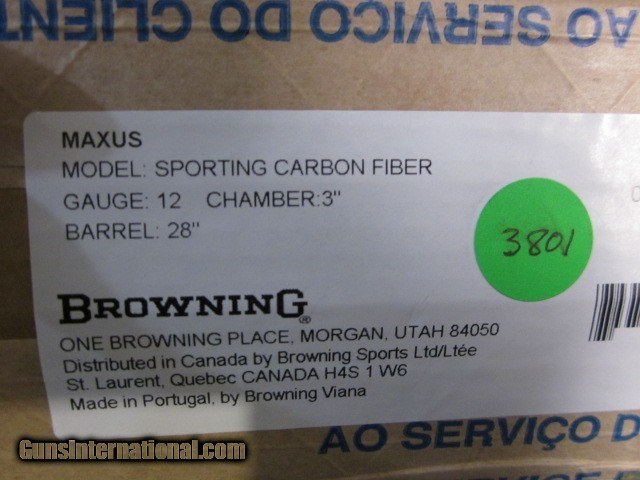 AO SERVIÇO DO CLIENT
MAXUS
MODEL: SPORTING CARBON FIBER
GAUGE: 12 CHAMBER:3"
BARREL: 28"
3801
BROWNING®
ONE BROWNING PLACE, MORGAN, UTAH 84050
Distributed in Canada by Browning Sports Ltd/Ltée
St. Laurent, Quebec CANADA H4S 1 W6
Made in Portugal, by Browning Viana
AO SERVIÇO D
GunsInternational.com